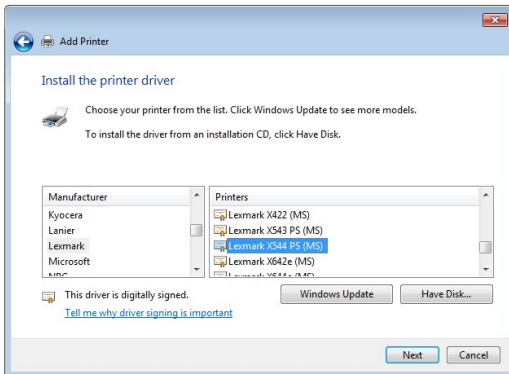 Add Printer
Install the printer driver
Choose your printer from the list. Click Windows Update to see more models.
To install the driver from an installation CD, click Have Disk.
Manufacturer
Kyocera
Lanier
Lexmark
Microsoft
Printers
Lexmark X422 (MS)
Lexmark X543 PS (MS)
Lexmark X544 PS (MS)
Lexmark X642e (MS)
This driver is digitally signed.
Tell me why driver signing is important
Windows Update
Have Disk...
Next
Cancel